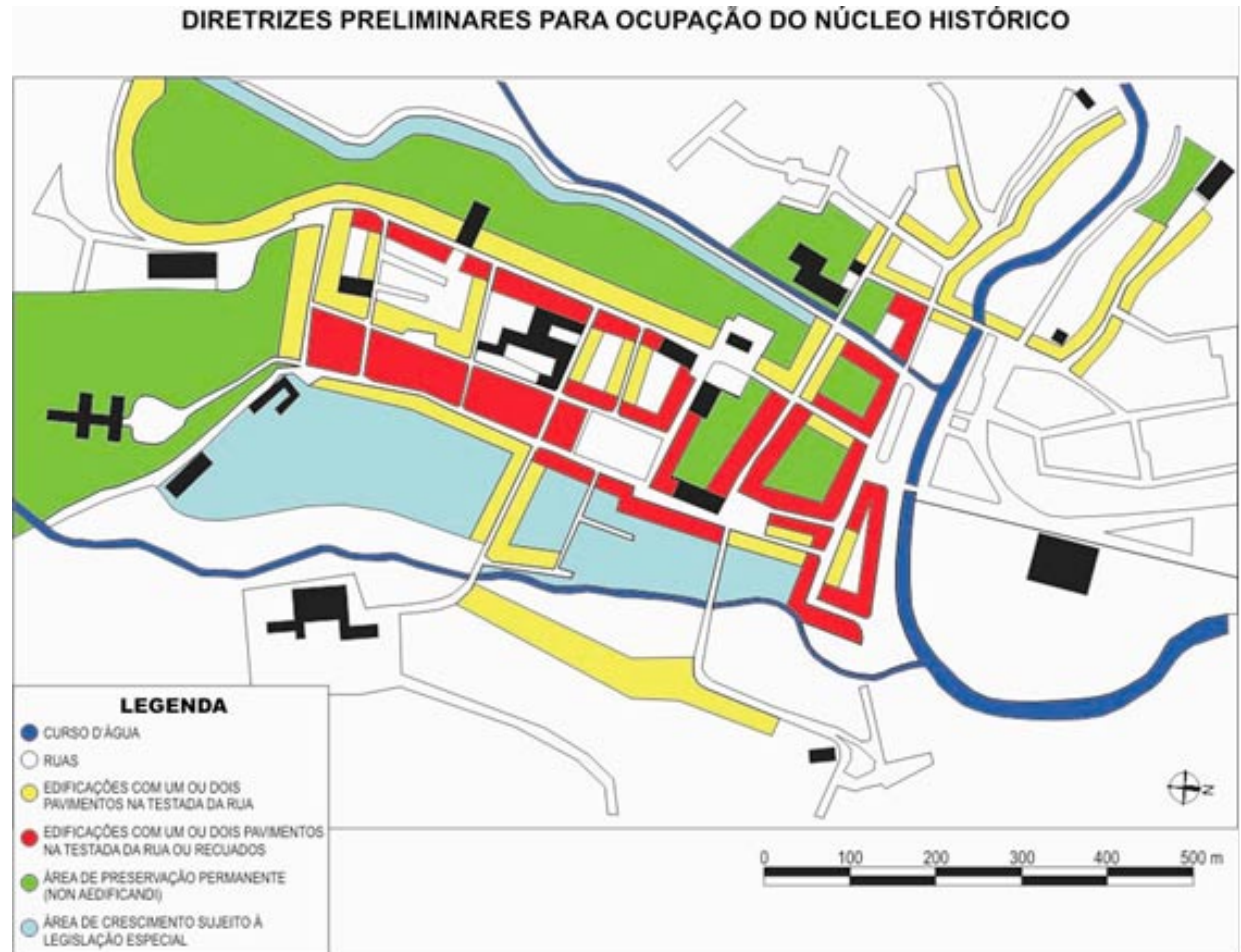 DIRETRIZES PRELIMINARES PARA OCUPAÇÃO DO NÚCLEO HISTÓRICO
LEGENDA
CURSO D'ÁGUA
RUAS
EDIFICAÇÕES COM UM OU DOIS
PAVIMENTOS NA TESTADA DA RUA
EDIFICAÇÕES COM UM OU DOIS PAVIMENTOS
NA TESTADA DA RUA OU RECUADOS
ÁREA DE PRESERVAÇÃO PERMANENTE
(NON AEDIFICANDI)
ÁREA DE CRESCIMENTO SUJEITO À
LEGISLAÇÃO ESPECIAL
N
0 100 200 300 400 500 m